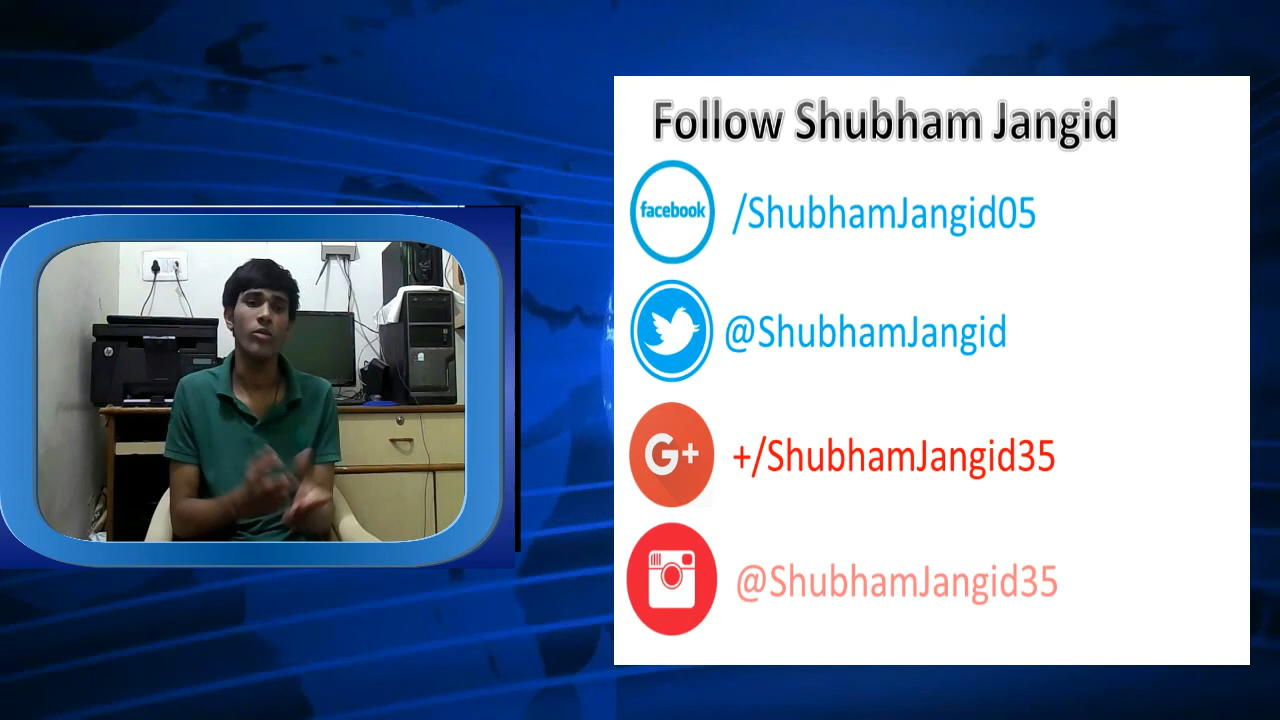 Follow Shubham Jangid
facebook
/ShubhamJangid05
@ShubhamJangid
G+
+/ShubhamJangid35
@ShubhamJangid35